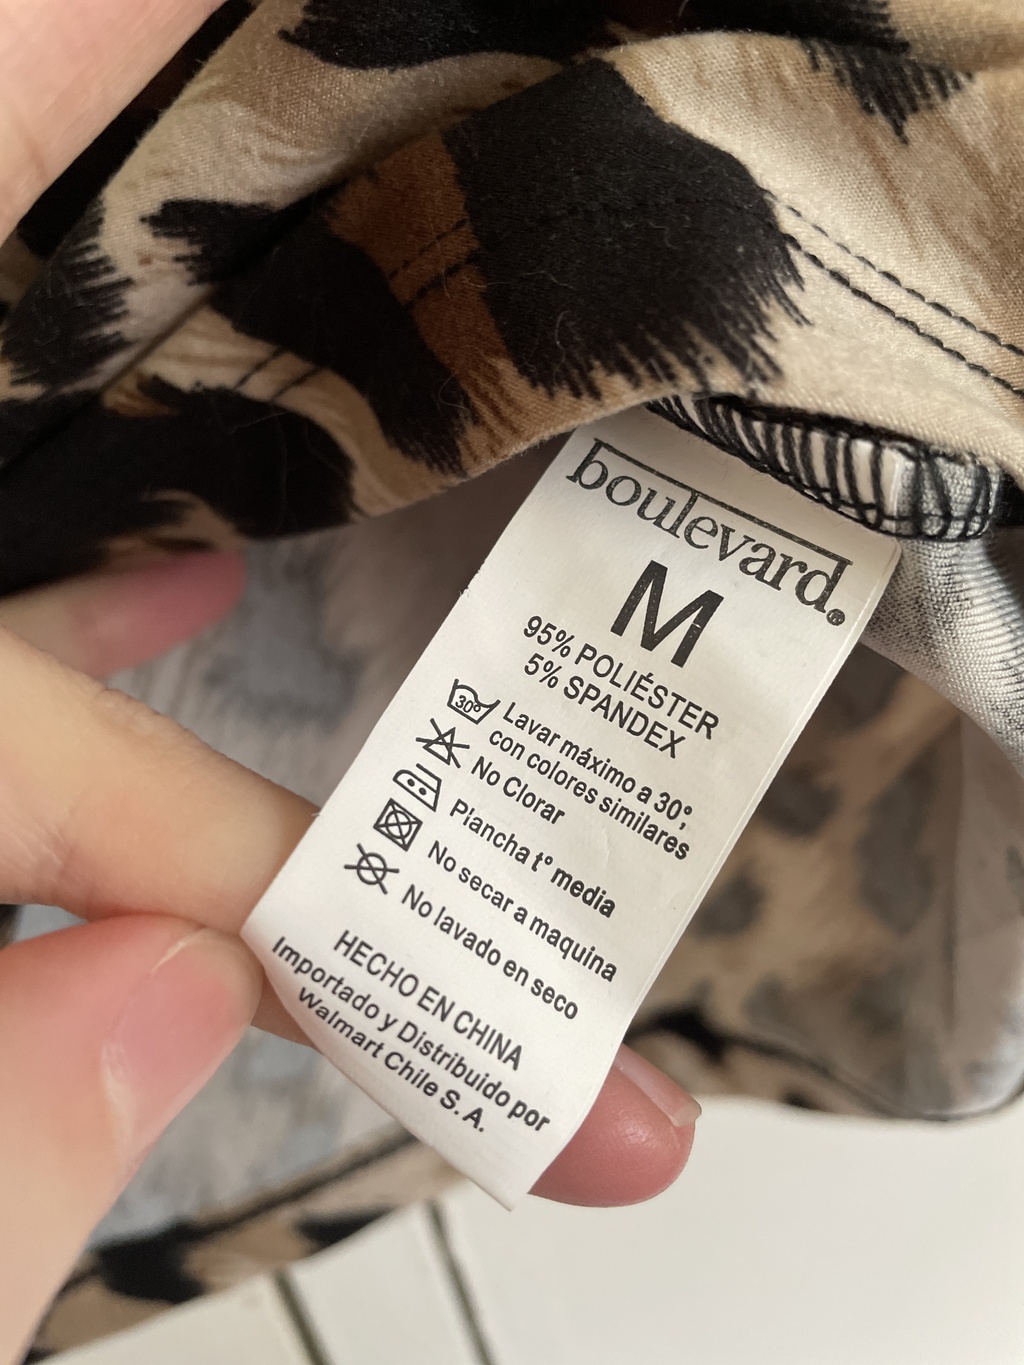 boulevard®
M
95% POLIÉSTER
5% SPANDEX
30° Lavar máximo a 30°,
con colores similares
No Clorar
Plancha t° media
No secar a maquina
No lavado en seco
HECHO EN CHINA
Importado y Distribuido por
Walmart Chile S. A.